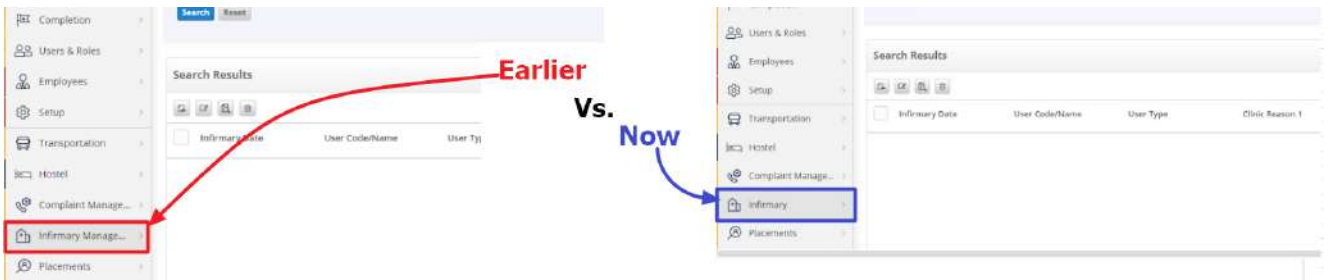 Completion
Users & Roles
Employees
Setup
Transportation
Hostel
Complaint Manage...
Infirmary Manage...
Placements
Search Reset
Search Results
Infirmary Date User Code/Name User Typ
Earlier
Vs.
Now
Users & Roles
Employees
Setup
Transportation
Hostel
Complaint Manage...
Infirmary
Placements
Search Results
Infirmary Date User Code/Name User Type Clinic Reason 1